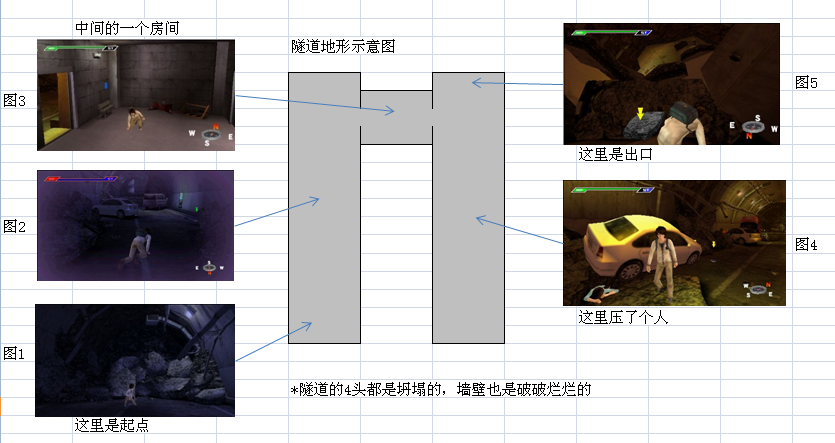 中间的一个房间
隧道地形示意图
图3
图5
这里是出口
图2
图4
这里压了个人
图1
这里是起点
*隧道的4头都是坍塌的，墙壁也是破破烂烂的
N
W
E
S
S
E
W
N
S
E
W
N
N
W
E
S